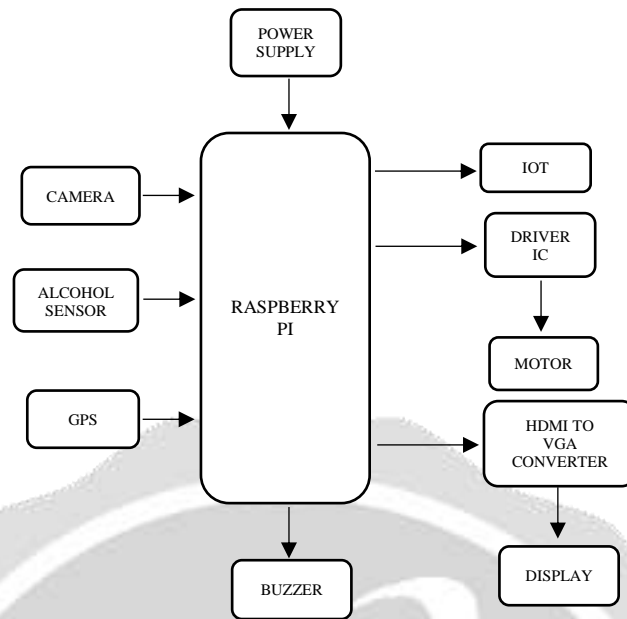 POWER
SUPPLY
CAMERA
IOT
DRIVER
IC
ALCOHOL
SENSOR
RASPBERRY
PI
MOTOR
GPS
HDMI TO
VGA
CONVERTER
BUZZER
DISPLAY